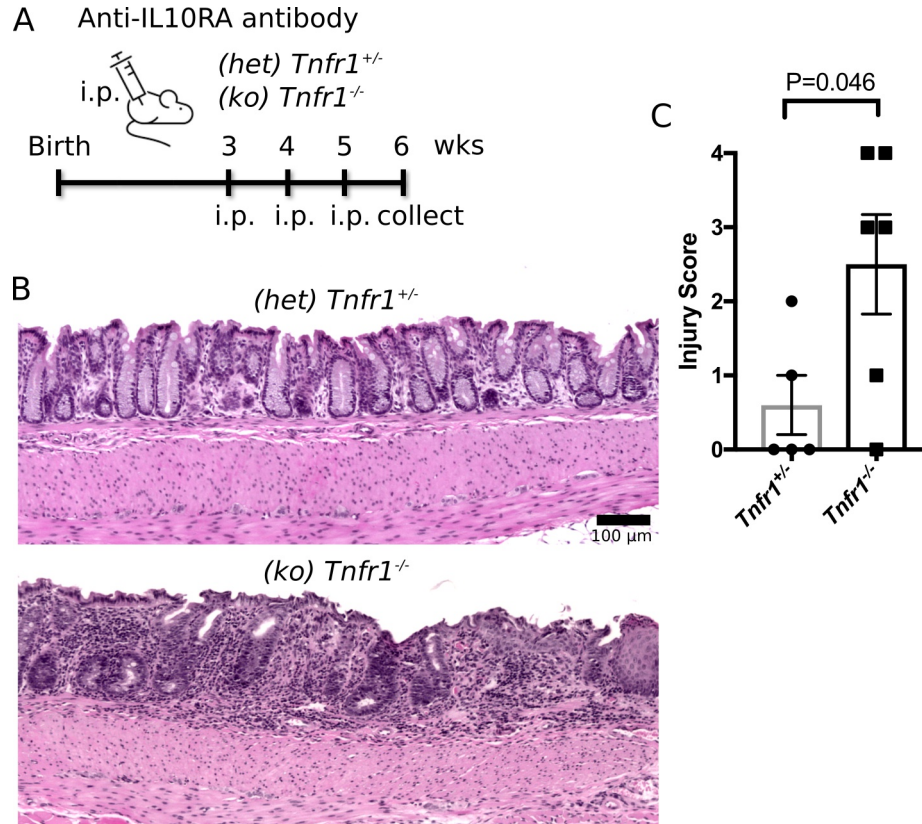 A
Anti-IL10RA antibody
(het) Tnfr1+/-
i.p.
(ko) Tnfr1-/-
Birth 3 4 5 6 wks
i.p. i.p. i.p. collect
B
(het) Tnfr1+/-
100 µm
(ko) Tnfr1-/-
C
P=0.046
Injury Score
4
3
2
1
0
Tnfr1+/-
Tnfr1-/-